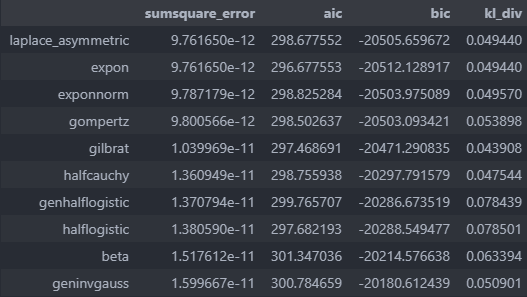 sumsquare_error aic bic kl_div
laplace_asymmetric 9.761650e-12 298.677552 -20505.659672 0.049440
expon 9.761650e-12 296.677553 -20512.128917 0.049440
exponnorm 9.787179e-12 298.825284 -20503.975089 0.049570
gompertz 9.800566e-12 298.502637 -20503.093421 0.053898
gilbrat 1.039969e-11 297.468691 -20471.290835 0.043908
halfcauchy 1.360949e-11 298.755938 -20297.791579 0.047544
genhalflogistic 1.370794e-11 299.765707 -20286.673519 0.078439
halflogistic 1.380590e-11 297.682193 -20288.549477 0.078501
beta 1.517612e-11 301.347036 -20214.576638 0.063394
geninvgauss 1.599667e-11 300.784659 -20180.612439 0.050901